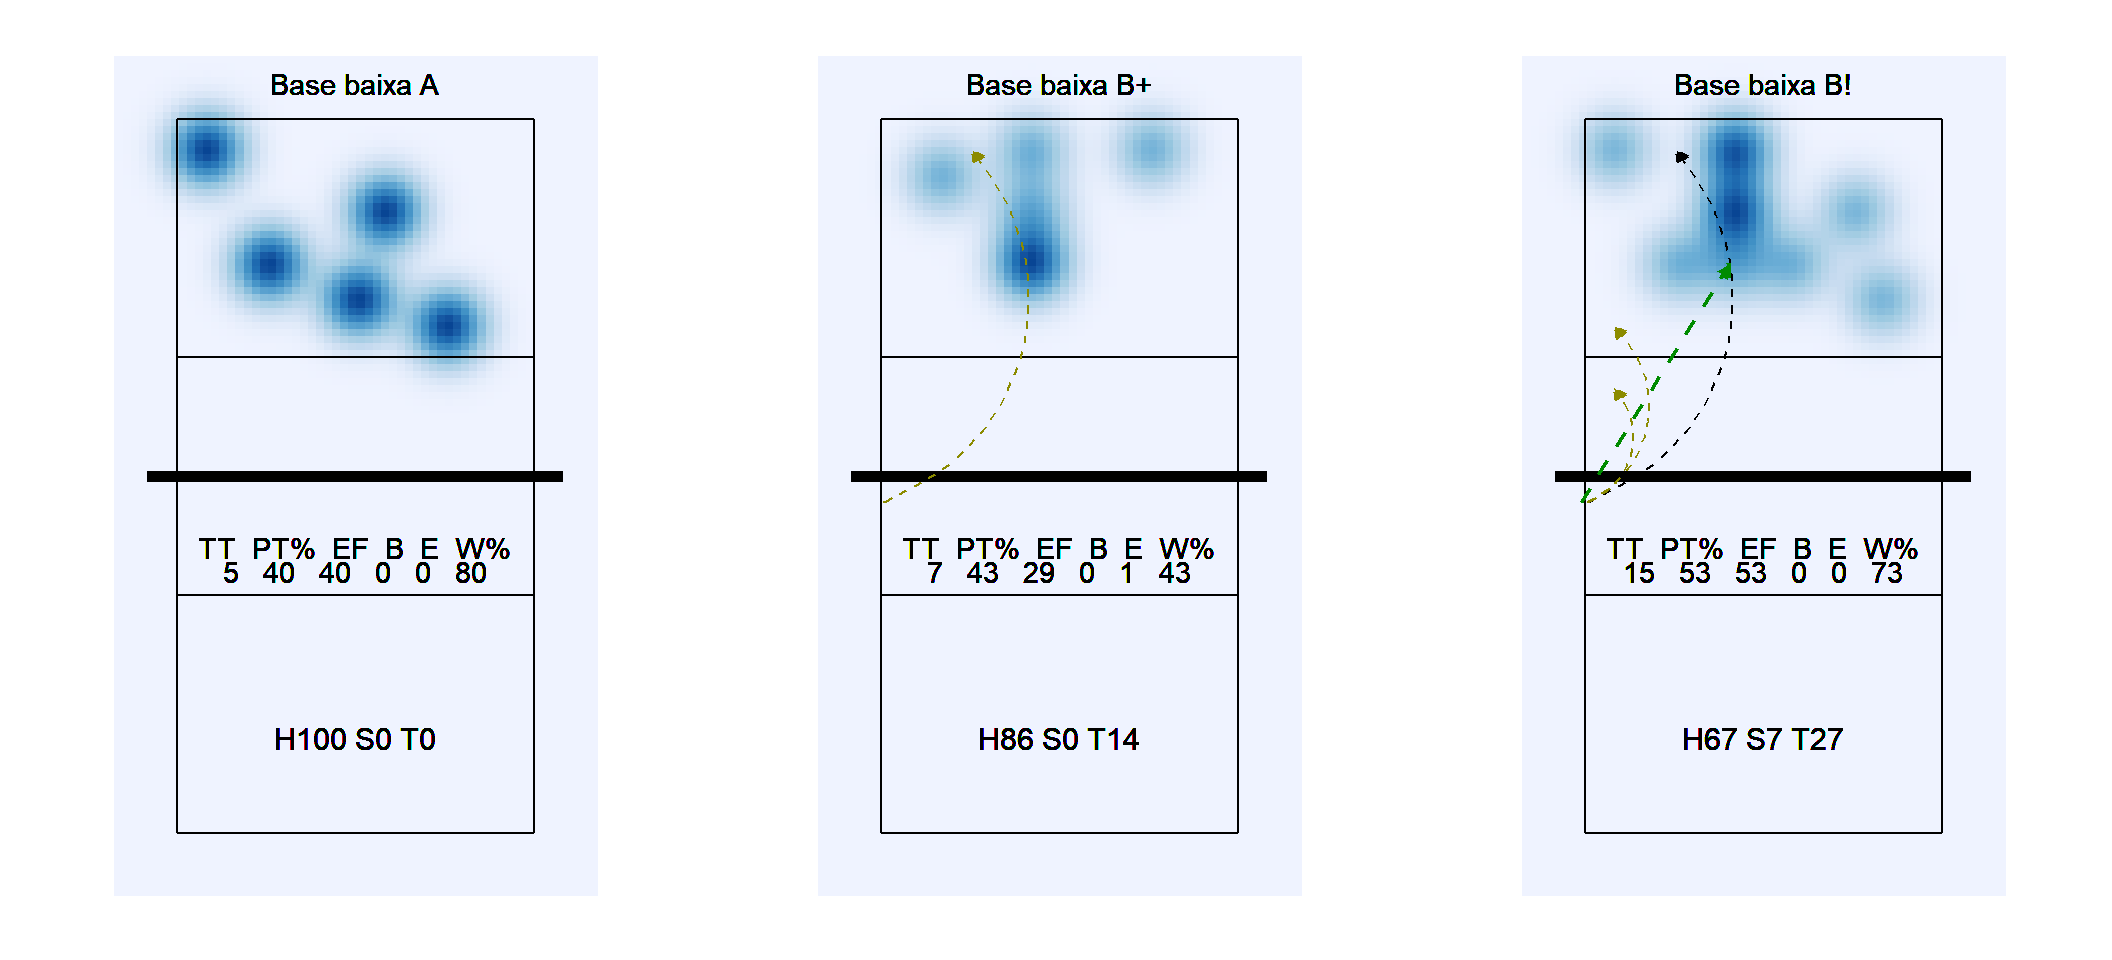 Base baixa A
TT PT% EF B E W%
5 40 40 0 0 80
H100 S0 T0
Base baixa B+
TT PT% EF B E W%
7 43 29 0 1 43
H86 S0 T14
Base baixa B!
TT PT% EF B E W%
15 53 53 0 0 73
H67 S7 T27